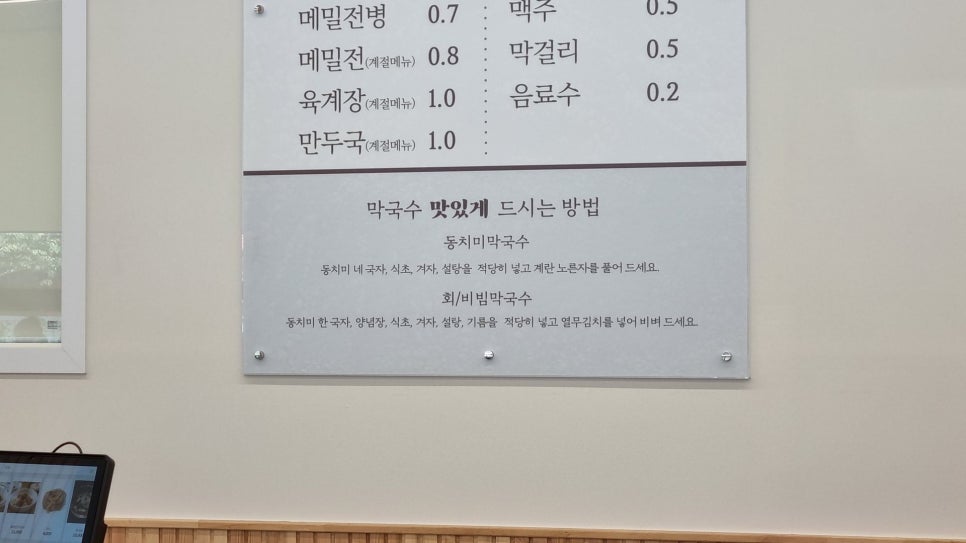 메밀전병 0.7
메밀전(계절메뉴) 0.8
육계장(계절메뉴) 1.0
만두국(계절메뉴) 1.0
맥주 0.5
막걸리 0.5
음료수 0.2
막국수 맛있게 드시는 방법
동치미막국수
동치미 네 국자, 식초, 겨자, 설탕을 적당히 넣고 계란 노른자를 풀어 드세요.
회/비빔막국수
동치미 한 국자, 양념장, 식초, 겨자, 설탕, 기름을 적당히 넣고 열무김치를 넣어 비벼 드세요.